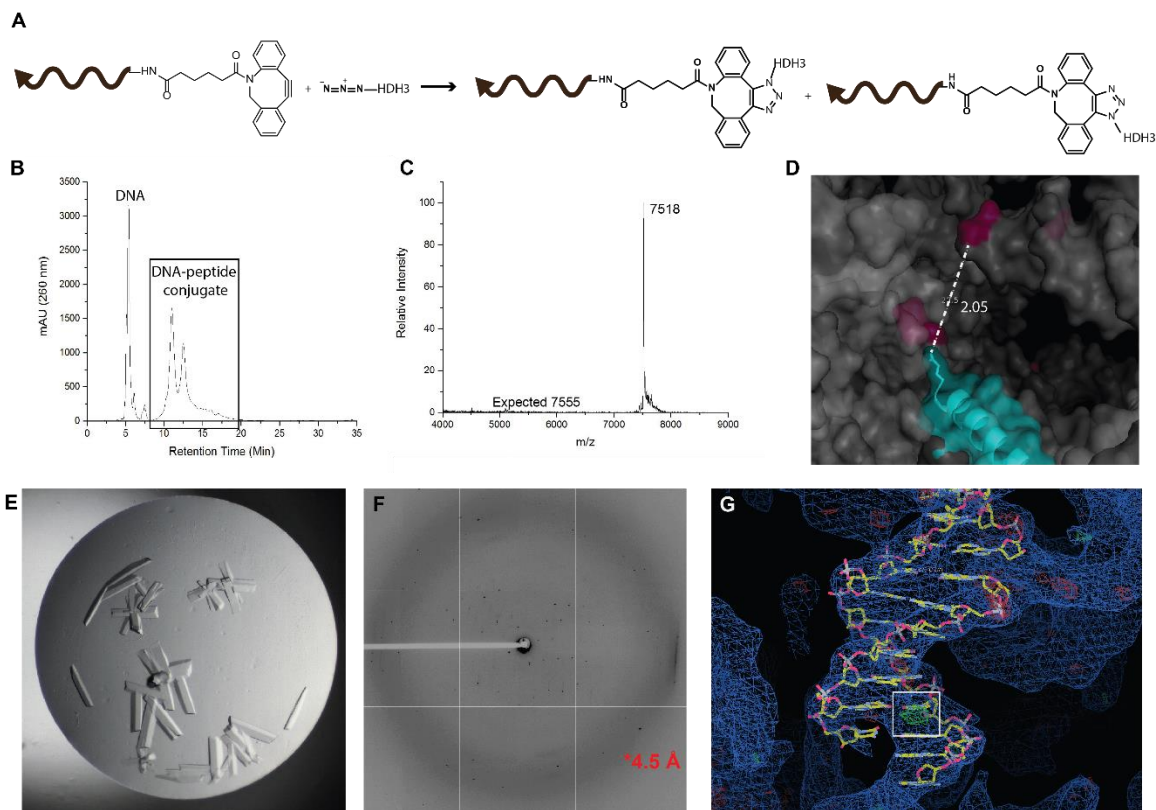 A
HN
O
O
N
+
N=N=N—HDH3
− +
HN
O
O
N
HDH3
N
N
N
+
H
N
O
O
N
N
N
N
HDH3
B
DNA
DNA-peptide
conjugate
mAU (260 nm)
3500
3000
2500
2000
1500
1000
500
0
0 5 10 15 20 25 30 35
Retention Time (Min)
C
7518
Expected 7555
Relative Intensity
100
80
60
40
20
0
4000 5000 6000 7000 8000 9000
m/z
D
2.05
E
F
*4.5 Å
G